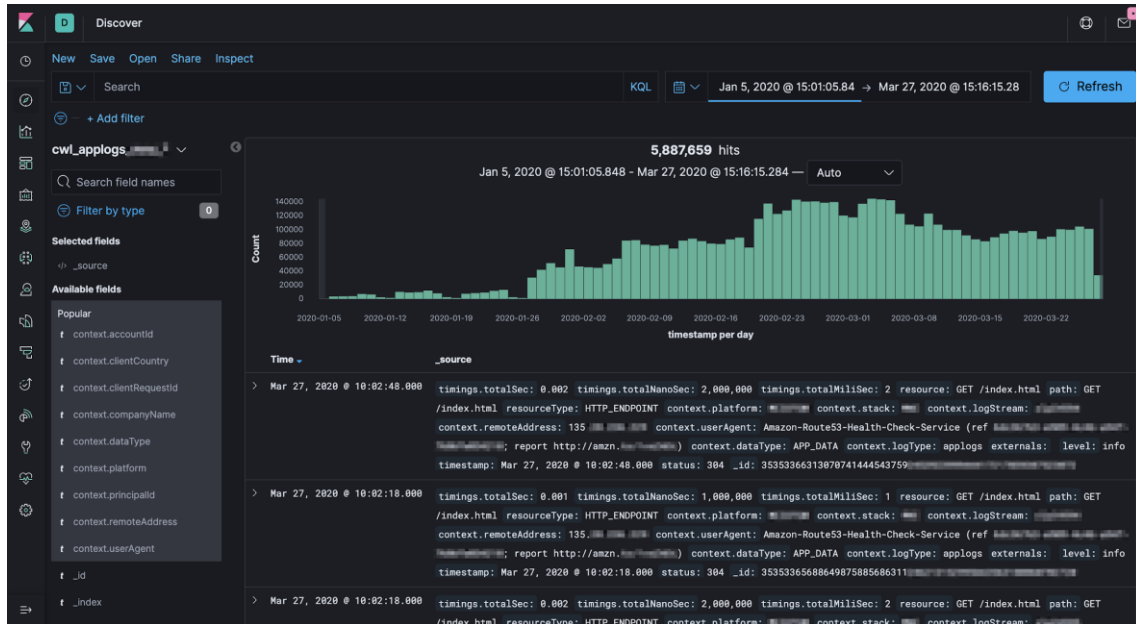 D Discover
New Save Open Share Inspect
Search KQL Jan 5, 2020 @ 15:01:05.84 → Mar 27, 2020 @ 15:16:15.28 Refresh
+ Add filter
cwl_applogs_
Search field names
Filter by type 0
Selected fields
</> _source
Available fields
Popular
t context.accountId
t context.clientCountry
t context.clientRequestId
t context.companyName
t context.dataType
t context.platform
t context.principalId
t context.remoteAddress
t context.userAgent
t _id
t _index
5,887,659 hits
Jan 5, 2020 @ 15:01:05.848 - Mar 27, 2020 @ 15:16:15.284 — Auto
Count
140000
120000
100000
80000
60000
40000
20000
0
2020-01-05 2020-01-12 2020-01-19 2020-01-26 2020-02-02 2020-02-09 2020-02-16 2020-02-23 2020-03-01 2020-03-08 2020-03-15 2020-03-22
timestamp per day
Time _source
Mar 27, 2020 @ 10:02:48.000 timings.totalSec: 0.002 timings.totalNanoSec: 2,000,000 timings.totalMiliSec: 2 resource: GET /index.html path: GET
/index.html resourceType: HTTP_ENDPOINT context.platform: context.stack: context.logStream:
context.remoteAddress: 135. context.userAgent: Amazon-Route53-Health-Check-Service (ref
; report http://amzn. ) context.dataType: APP_DATA context.logType: applogs externals: level: info
timestamp: Mar 27, 2020 @ 10:02:48.000 status: 304 _id: 35353366313070741444543759
Mar 27, 2020 @ 10:02:18.000 timings.totalSec: 0.001 timings.totalNanoSec: 1,000,000 timings.totalMiliSec: 1 resource: GET /index.html path: GET
/index.html resourceType: HTTP_ENDPOINT context.platform: context.stack: context.logStream:
context.remoteAddress: 135. context.userAgent: Amazon-Route53-Health-Check-Service (ref
; report http://amzn. ) context.dataType: APP_DATA context.logType: applogs externals: level: info
timestamp: Mar 27, 2020 @ 10:02:18.000 status: 304 _id: 35353365688649875885686311
Mar 27, 2020 @ 10:02:18.000 timings.totalSec: 0.002 timings.totalNanoSec: 2,000,000 timings.totalMiliSec: 2 resource: GET /index.html path: GET
/index.html resourceType: HTTP_ENDPOINT context.platform: context.stack: context.logStream: